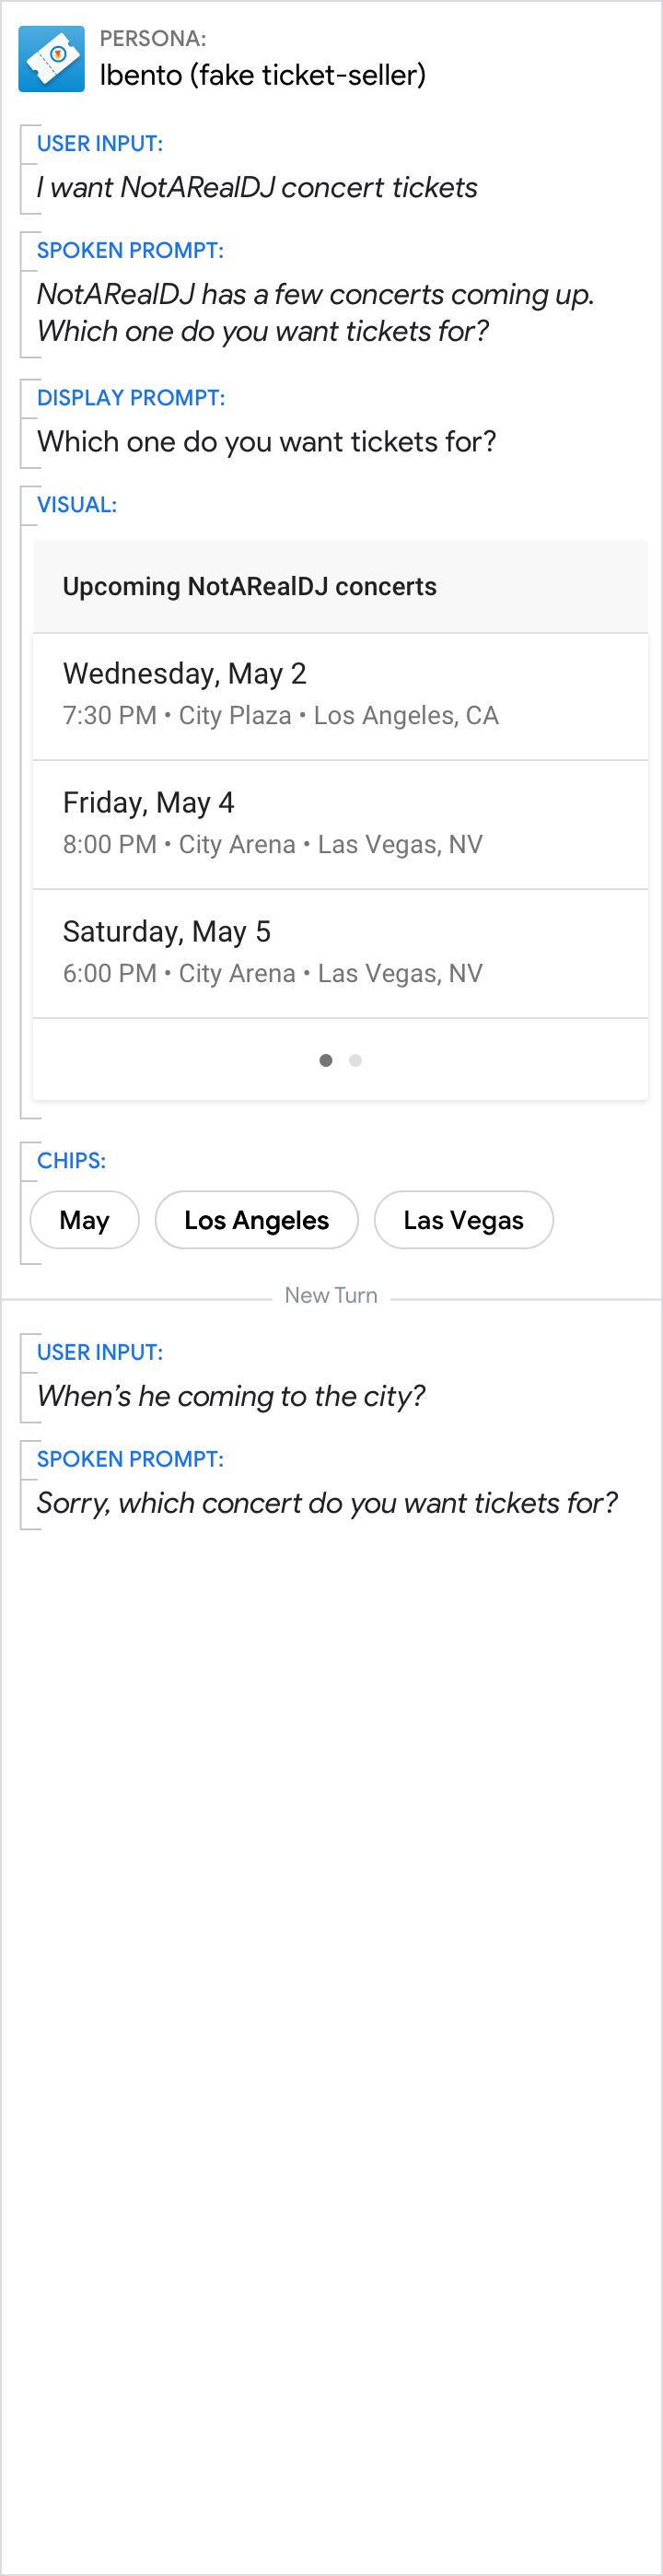 PERSONA:
Ibento (fake ticket-seller)
USER INPUT:
I want NotARealDJ concert tickets
SPOKEN PROMPT:
NotARealDJ has a few concerts coming up.
Which one do you want tickets for?
DISPLAY PROMPT:
Which one do you want tickets for?
VISUAL:
Upcoming NotARealDJ concerts
Wednesday, May 2
7:30 PM • City Plaza • Los Angeles, CA
Friday, May 4
8:00 PM • City Arena • Las Vegas, NV
Saturday, May 5
6:00 PM • City Arena • Las Vegas, NV
CHIPS:
May Los Angeles Las Vegas
New Turn
USER INPUT:
When’s he coming to the city?
SPOKEN PROMPT:
Sorry, which concert do you want tickets for?